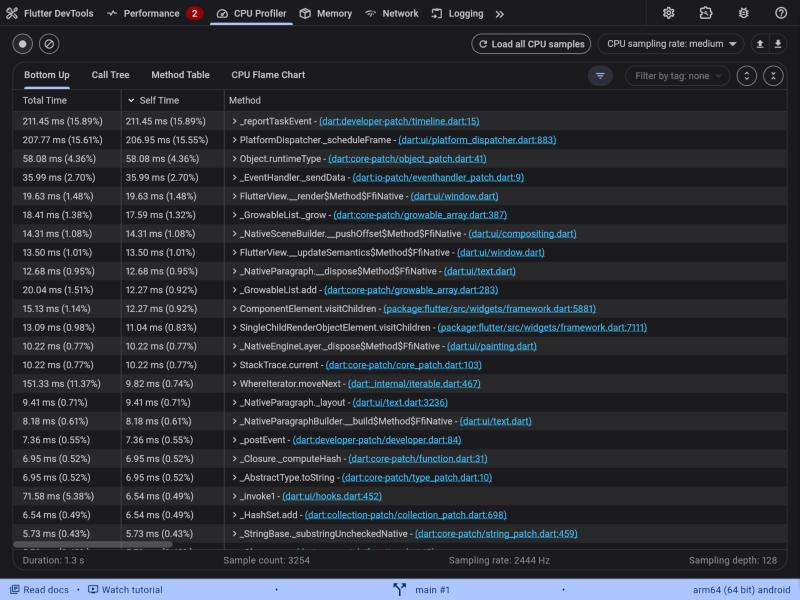 Flutter DevTools Performance 2 CPU Profiler Memory Network Logging
Load all CPU samples CPU sampling rate: medium
Bottom Up Call Tree Method Table CPU Flame Chart Filter by tag: none
Total Time Self Time Method
211.45 ms (15.89%) 211.45 ms (15.89%) _reportTaskEvent - (dart:developer-patch/timeline.dart:15)
207.77 ms (15.61%) 206.95 ms (15.55%) PlatformDispatcher._scheduleFrame - (dart:ui/platform_dispatcher.dart:883)
58.08 ms (4.36%) 58.08 ms (4.36%) Object.runtimeType - (dart:core-patch/object_patch.dart:41)
35.99 ms (2.70%) 35.99 ms (2.70%) _EventHandler._sendData - (dart:io-patch/eventhandler_patch.dart:9)
19.63 ms (1.48%) 19.63 ms (1.48%) FlutterView.__render$Method$FfiNative - (dart:ui/window.dart)
18.41 ms (1.38%) 17.59 ms (1.32%) _GrowableList._grow - (dart:core-patch/growable_array.dart:387)
14.31 ms (1.08%) 14.31 ms (1.08%) _NativeSceneBuilder.__pushOffset$Method$FfiNative - (dart:ui/compositing.dart)
13.50 ms (1.01%) 13.50 ms (1.01%) FlutterView.__updateSemantics$Method$FfiNative - (dart:ui/window.dart)
12.68 ms (0.95%) 12.68 ms (0.95%) _NativeParagraph.__dispose$Method$FfiNative - (dart:ui/text.dart)
20.04 ms (1.51%) 12.27 ms (0.92%) _GrowableList.add - (dart:core-patch/growable_array.dart:283)
15.13 ms (1.14%) 12.27 ms (0.92%) ComponentElement.visitChildren - (package:flutter/src/widgets/framework.dart:5881)
13.09 ms (0.98%) 11.04 ms (0.83%) SingleChildRenderObjectElement.visitChildren - (package:flutter/src/widgets/framework.dart:7111)
10.22 ms (0.77%) 10.22 ms (0.77%) _NativeEngineLayer._dispose$Method$FfiNative - (dart:ui/painting.dart)
10.22 ms (0.77%) 10.22 ms (0.77%) StackTrace.current - (dart:core-patch/core_patch.dart:103)
151.33 ms (11.37%) 9.82 ms (0.74%) WhereIterator.moveNext - (dart:_internal/iterable.dart:467)
9.41 ms (0.71%) 9.41 ms (0.71%) _NativeParagraph._layout - (dart:ui/text.dart:3236)
8.18 ms (0.61%) 8.18 ms (0.61%) _NativeParagraphBuilder.__build$Method$FfiNative - (dart:ui/text.dart)
7.36 ms (0.55%) 7.36 ms (0.55%) _postEvent - (dart:developer-patch/developer.dart:84)
6.95 ms (0.52%) 6.95 ms (0.52%) _Closure._computeHash - (dart:core-patch/function.dart:31)
6.95 ms (0.52%) 6.95 ms (0.52%) _AbstractType.toString - (dart:core-patch/type_patch.dart:10)
71.58 ms (5.38%) 6.54 ms (0.49%) _invoke1 - (dart:ui/hooks.dart:452)
6.54 ms (0.49%) 6.54 ms (0.49%) _HashSet.add - (dart:collection-patch/collection_patch.dart:698)
5.73 ms (0.43%) 5.73 ms (0.43%) _StringBase._substringUncheckedNative - (dart:core-patch/string_patch.dart:459)
Duration: 1.3 s Sample count: 3254 Sampling rate: 2444 Hz Sampling depth: 128
Read docs • Watch tutorial • main #1 • arm64 (64 bit) android